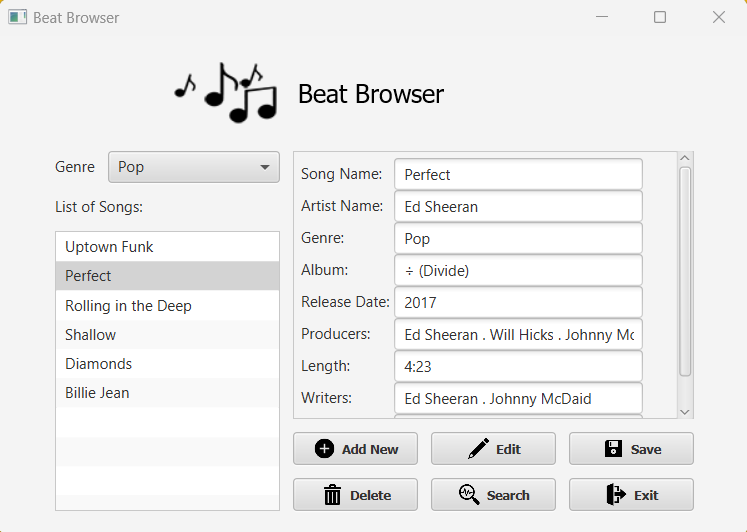 Beat Browser
Beat Browser
Genre Pop
List of Songs:
Uptown Funk
Perfect
Rolling in the Deep
Shallow
Diamonds
Billie Jean
Song Name: Perfect
Artist Name: Ed Sheeran
Genre: Pop
Album: ÷ (Divide)
Release Date: 2017
Producers: Ed Sheeran . Will Hicks . Johnny Mc
Length: 4:23
Writers: Ed Sheeran . Johnny McDaid
Add New Edit Save
Delete Search Exit